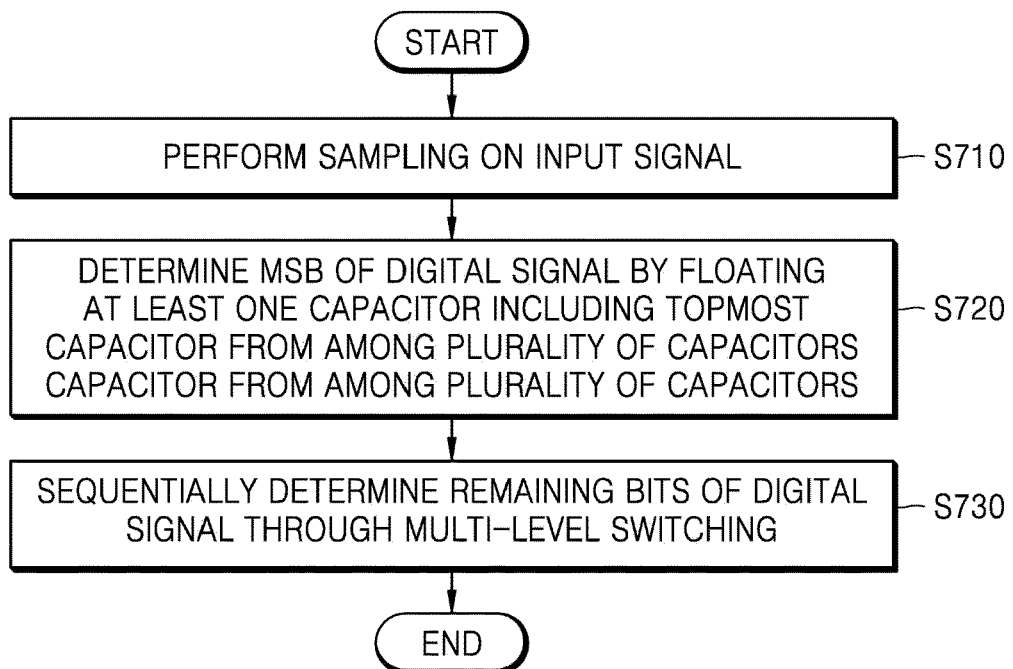 START
PERFORM SAMPLING ON INPUT SIGNAL
S710
DETERMINE MSB OF DIGITAL SIGNAL BY FLOATING
AT LEAST ONE CAPACITOR INCLUDING TOPMOST
CAPACITOR FROM AMONG PLURALITY OF CAPACITORS
CAPACITOR FROM AMONG PLURALITY OF CAPACITORS
S720
SEQUENTIALLY DETERMINE REMAINING BITS OF DIGITAL
SIGNAL THROUGH MULTI-LEVEL SWITCHING
S730
END